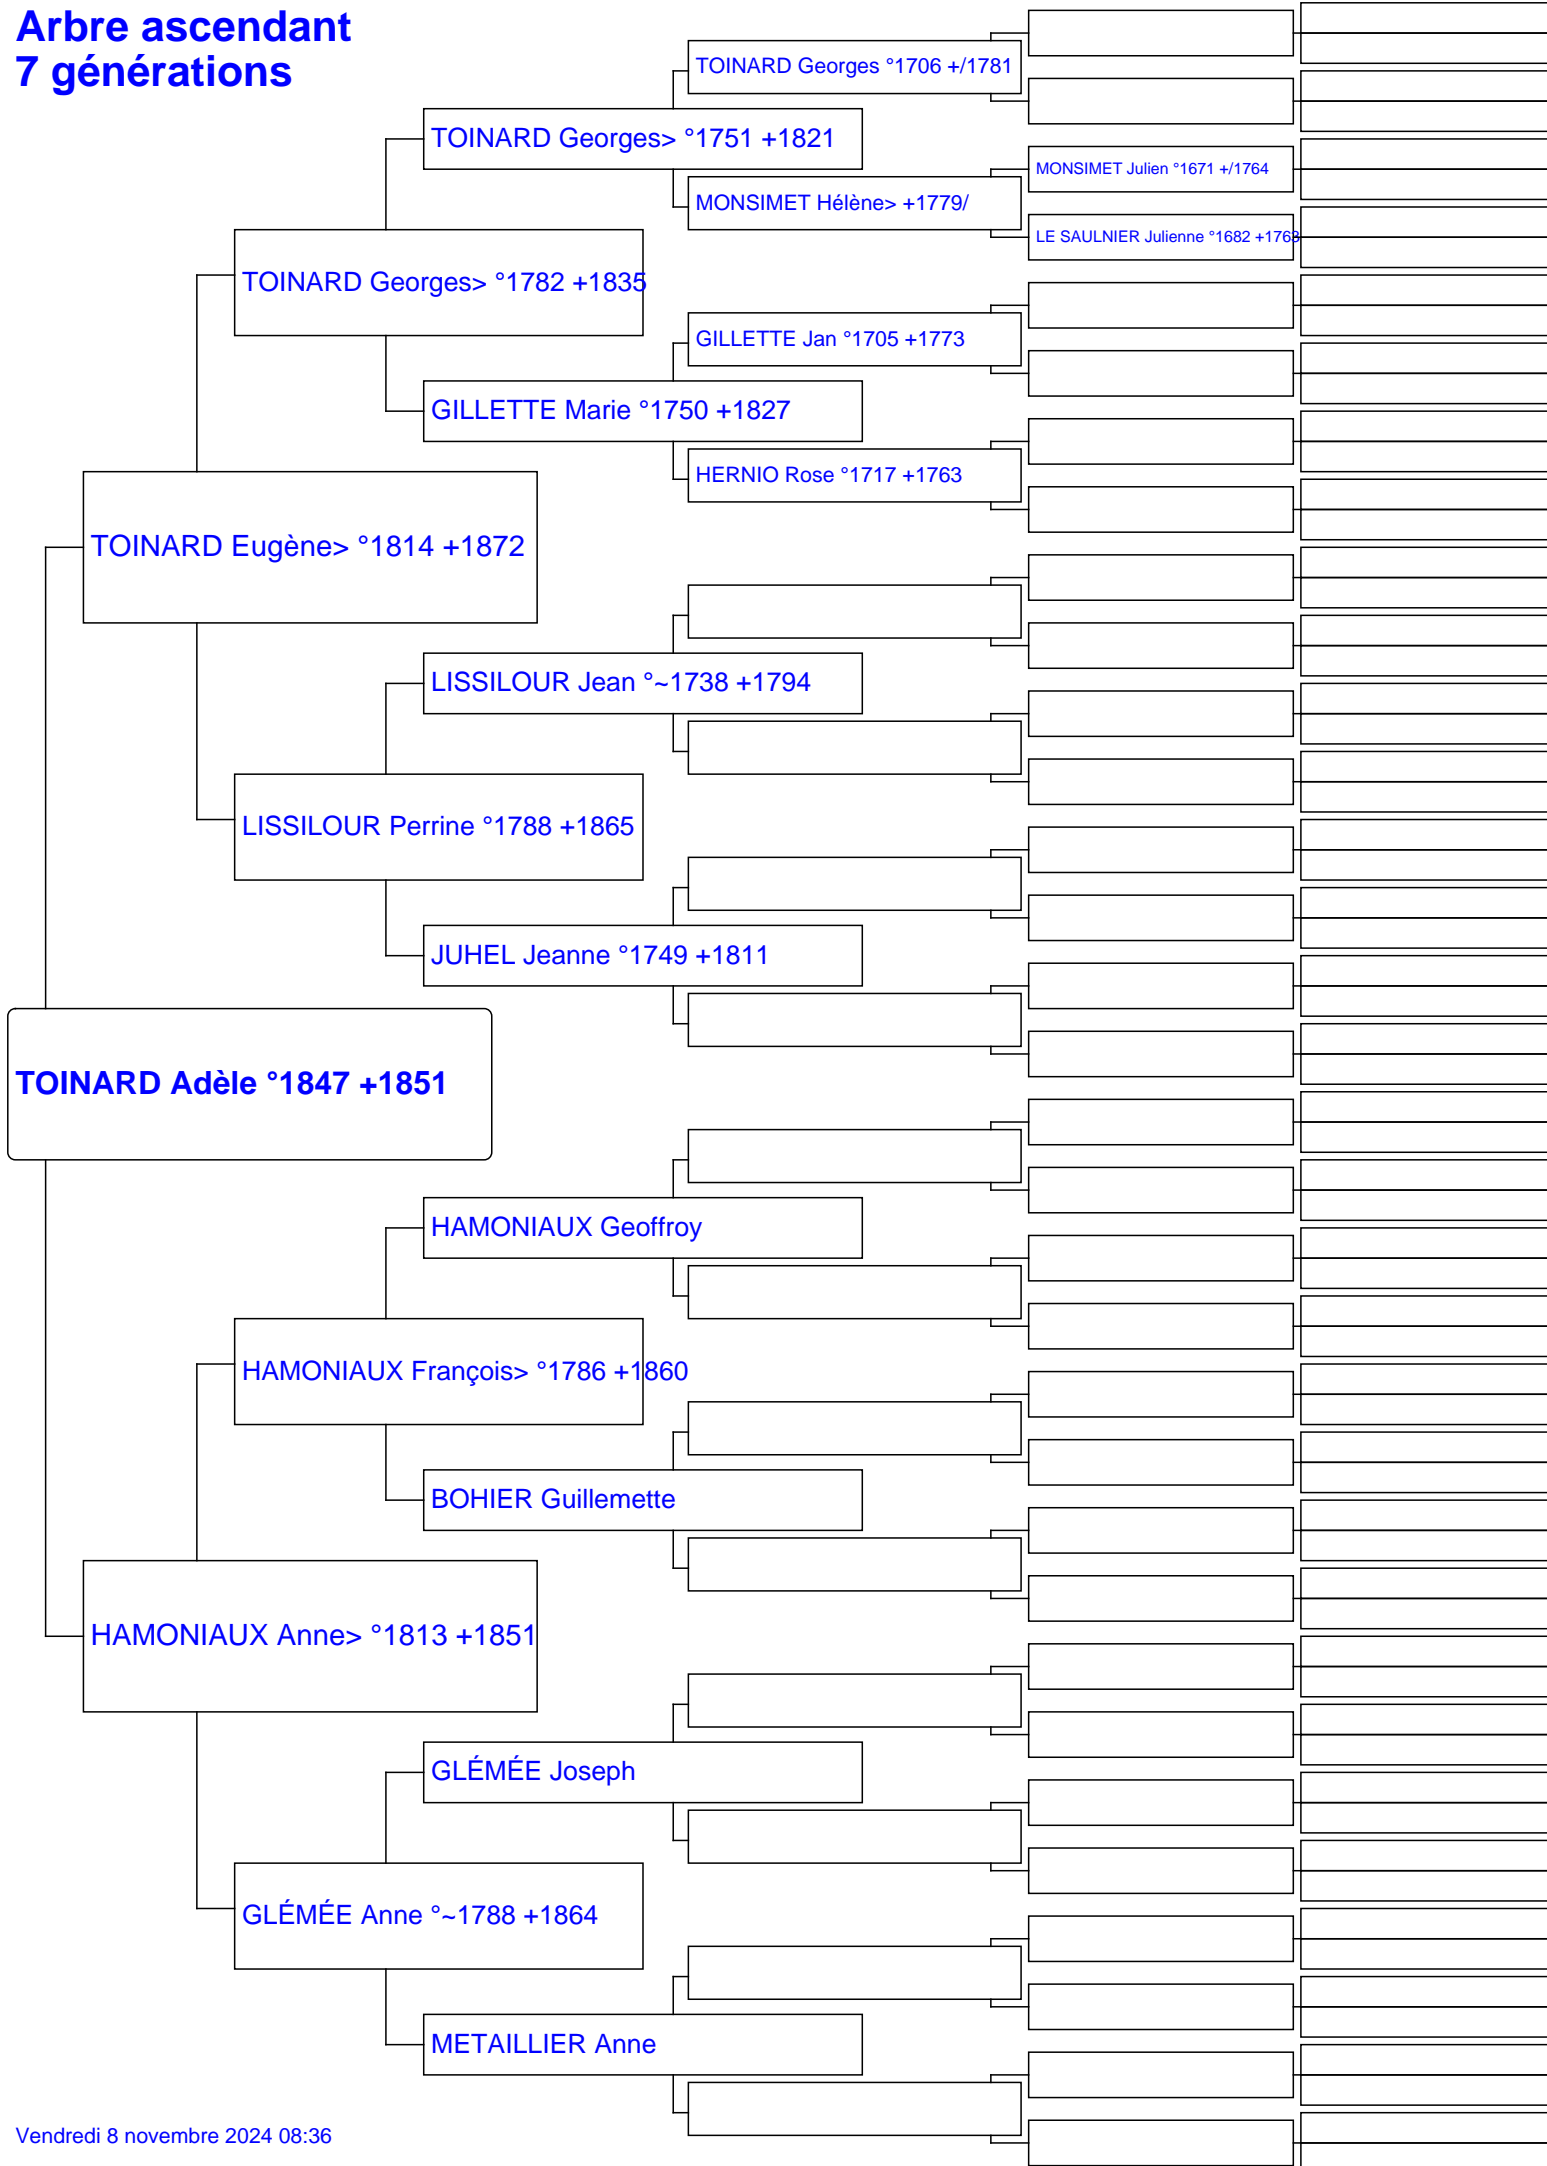 Arbre ascendant
7 générations
TOINARD Georges °1706 +/1781
TOINARD Georges> °1751 +1821
MONSIMET Julien °1671 +/1764
MONSIMET Hélène> +1779/
LE SAULNIER Julienne °1682 +1763
TOINARD Georges> °1782 +1835
GILLETTE Jan °1705 +1773
GILLETTE Marie °1750 +1827
HERNIO Rose °1717 +1763
TOINARD Eugène> °1814 +1872
LISSILOUR Jean °~1738 +1794
LISSILOUR Perrine °1788 +1865
JUHEL Jeanne °1749 +1811
TOINARD Adèle °1847 +1851
HAMONIAUX Geoffroy
HAMONIAUX François> °1786 +1860
BOHIER Guillemette
HAMONIAUX Anne> °1813 +1851
GLÉMÉE Joseph
GLÉMÉE Anne °~1788 +1864
METAILLIER Anne
Vendredi 8 novembre 2024 08:36